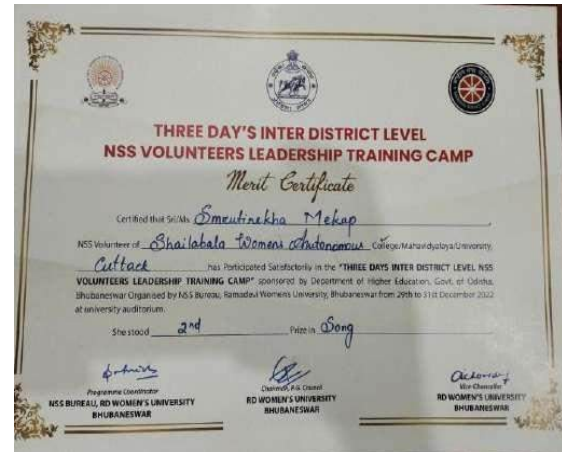 THREE DAY'S INTER DISTRICT LEVEL
NSS VOLUNTEERS LEADERSHIP TRAINING CAMP
Merit Certificate
Certified that Sri/Ms. Smrutirekha Mekap
NSS Volunteer of Shailabala Womens Autonomous College/Mahavidyalaya/University,
Cuttack has Participated Satisfactorily in the "THREE DAYS INTER DISTRICT LEVEL NSS
VOLUNTEERS LEADERSHIP TRAINING CAMP" sponsored by Department of Higher Education, Govt. of Odisha,
Bhubaneswar Organised by NSS Bureau, Ramadevi Women's University, Bhubaneswar from 29th to 31st December 2022
at university auditorium.
She stood 2nd Prize in Song
Programme Coordinator
NSS BUREAU, RD WOMEN'S UNIVERSITY
BHUBANESWAR
Chairman, P.G. Council
RD WOMEN'S UNIVERSITY
BHUBANESWAR
Vice-Chancellor
RD WOMEN'S UNIVERSITY
BHUBANESWAR